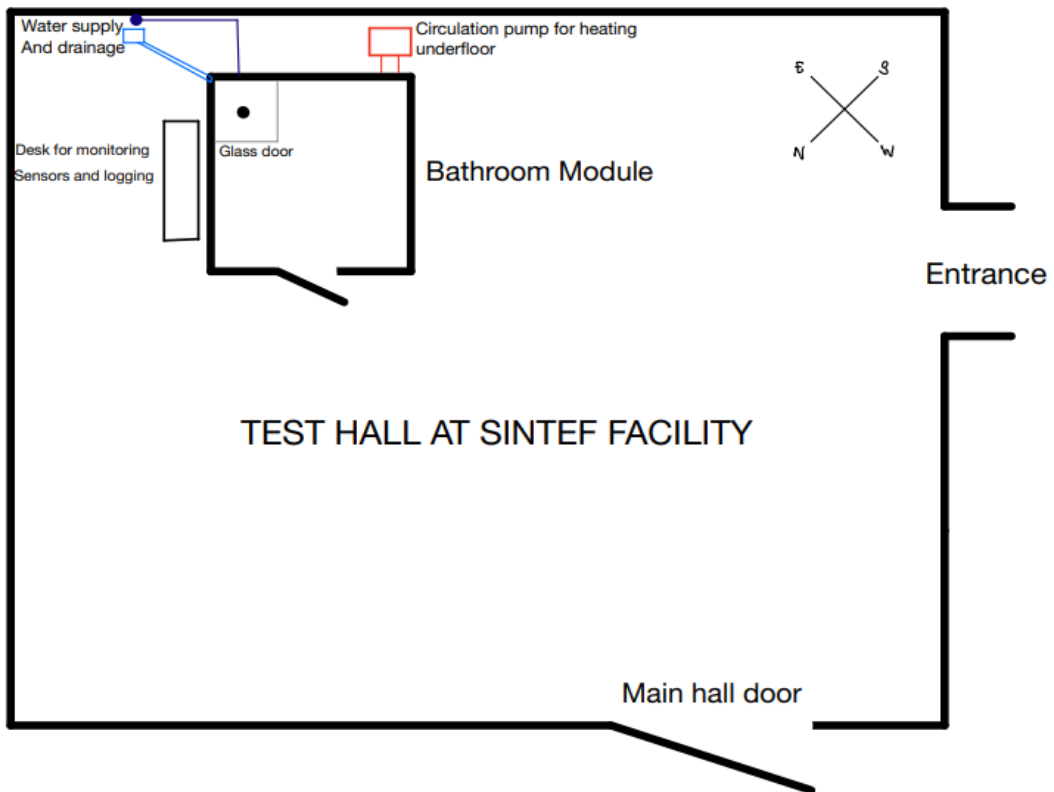 Water supply
And drainage
Circulation pump for heating
underfloor
E S
N W
Desk for monitoring
Sensors and logging
Glass door
Bathroom Module
Entrance
TEST HALL AT SINTEF FACILITY
Main hall door